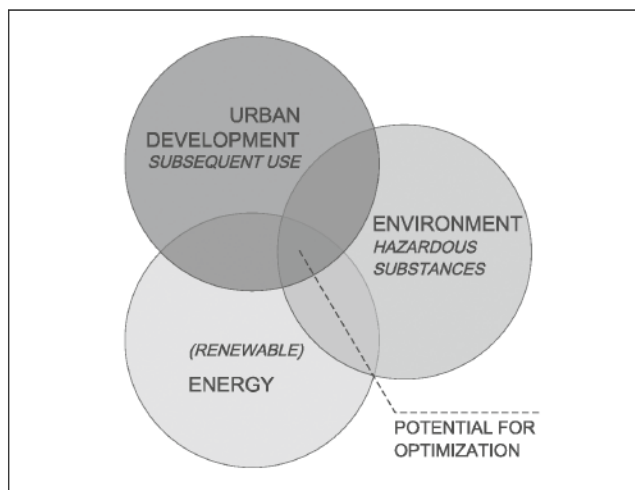 URBAN
DEVELOPMENT
SUBSEQUENT USE
ENVIRONMENT
HAZARDOUS
SUBSTANCES
(RENEWABLE)
ENERGY
POTENTIAL FOR
OPTIMIZATION